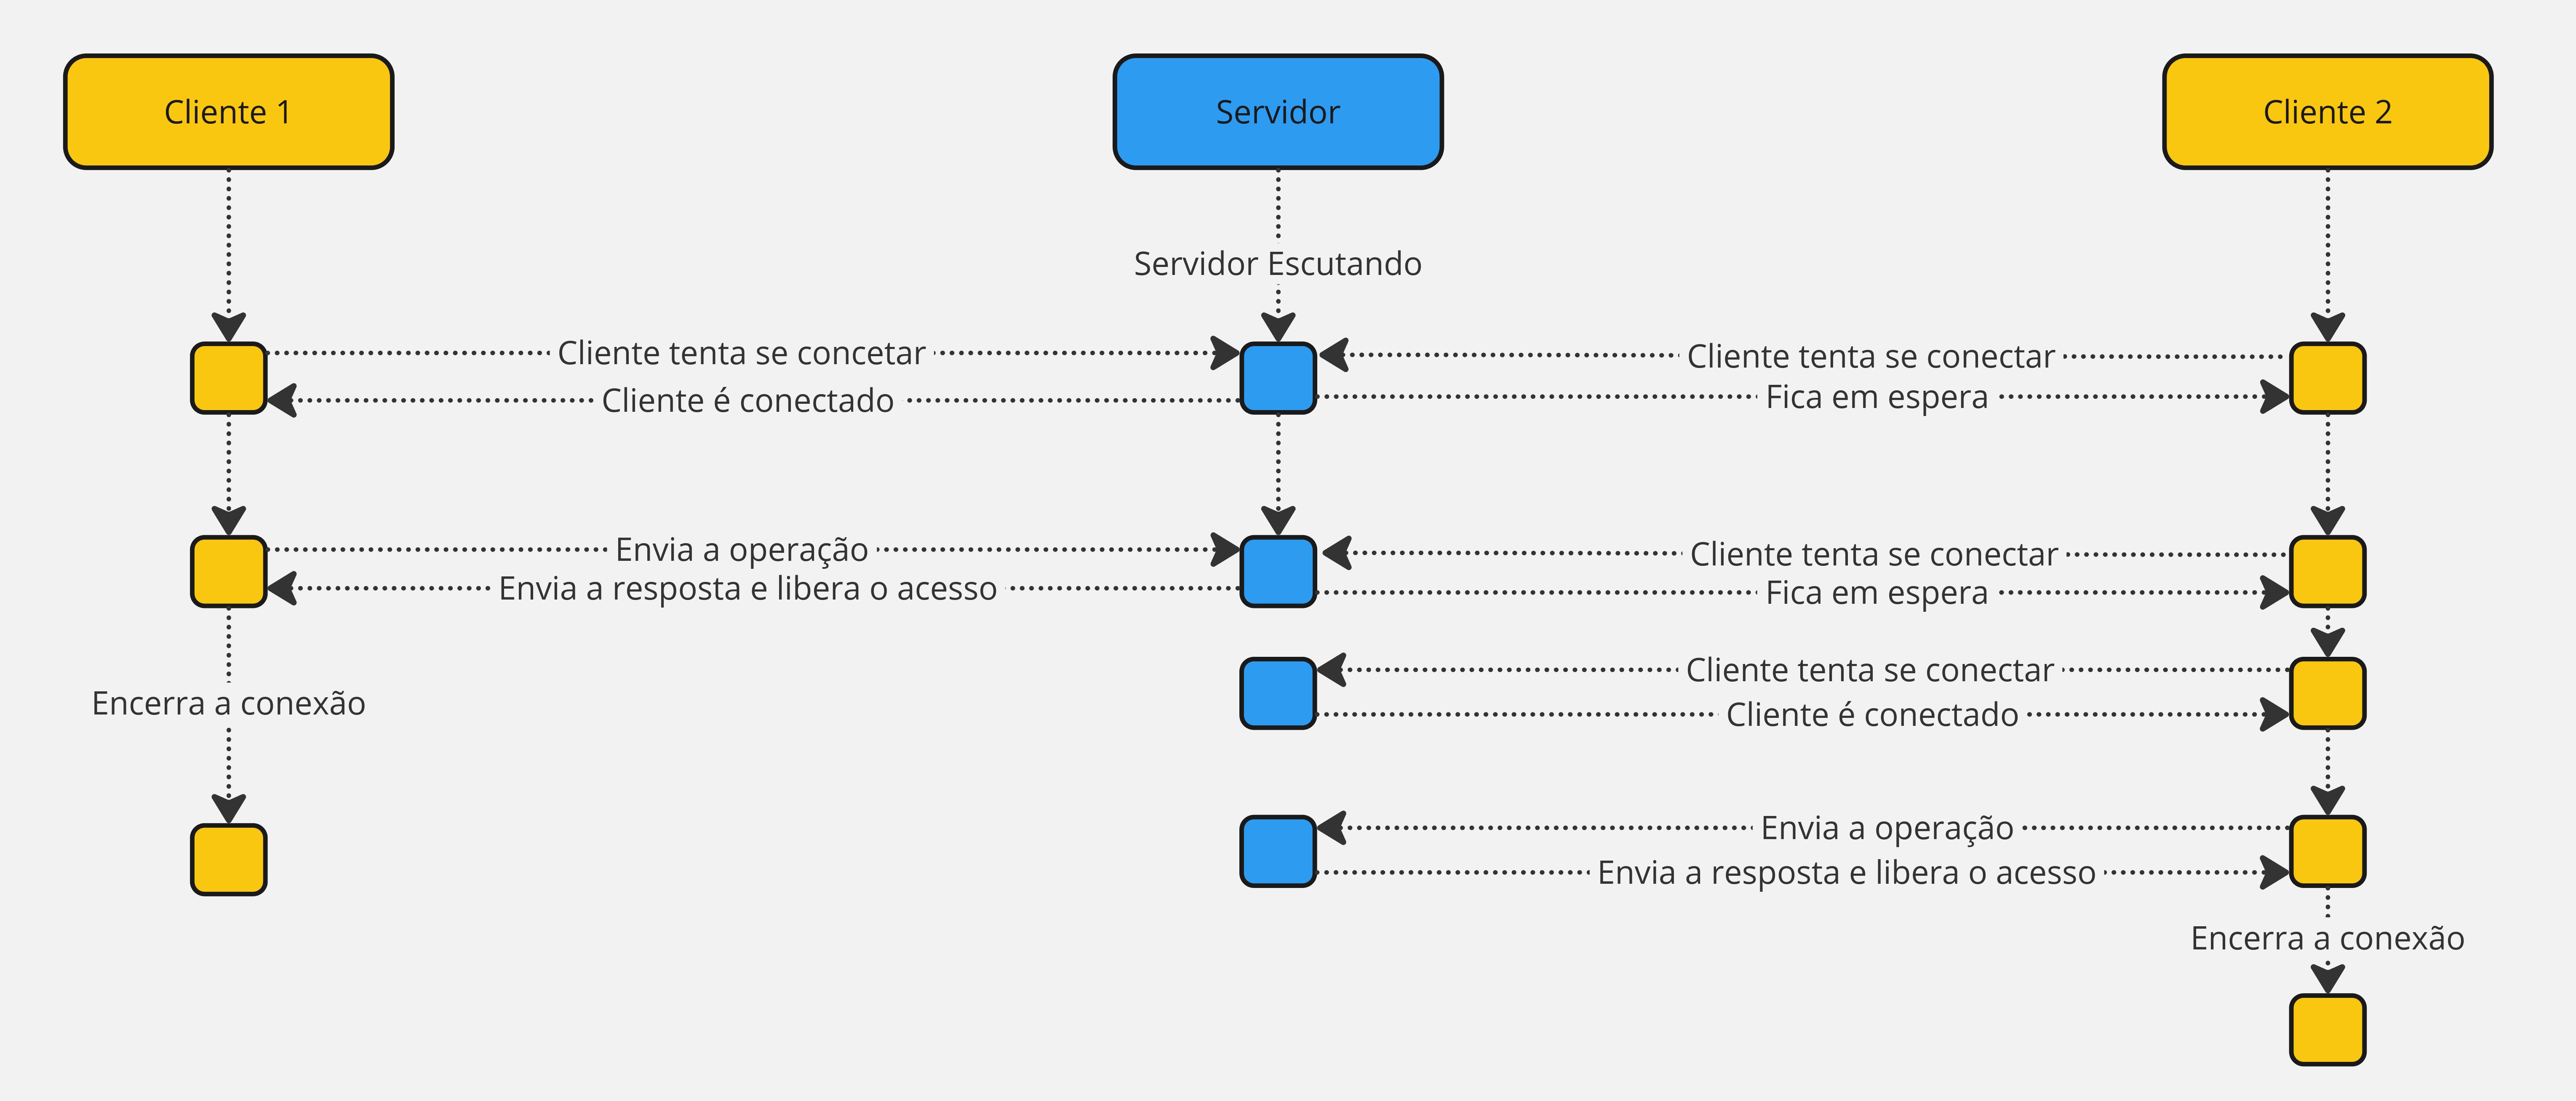 Cliente 1
Servidor
Cliente 2
Servidor Escutando
Cliente tenta se concetar
Cliente tenta se conectar
Cliente é conectado
Fica em espera
Envia a operação
Cliente tenta se conectar
Envia a resposta e libera o acesso
Fica em espera
Cliente tenta se conectar
Encerra a conexão
Cliente é conectado
Envia a operação
Envia a resposta e libera o acesso
Encerra a conexão